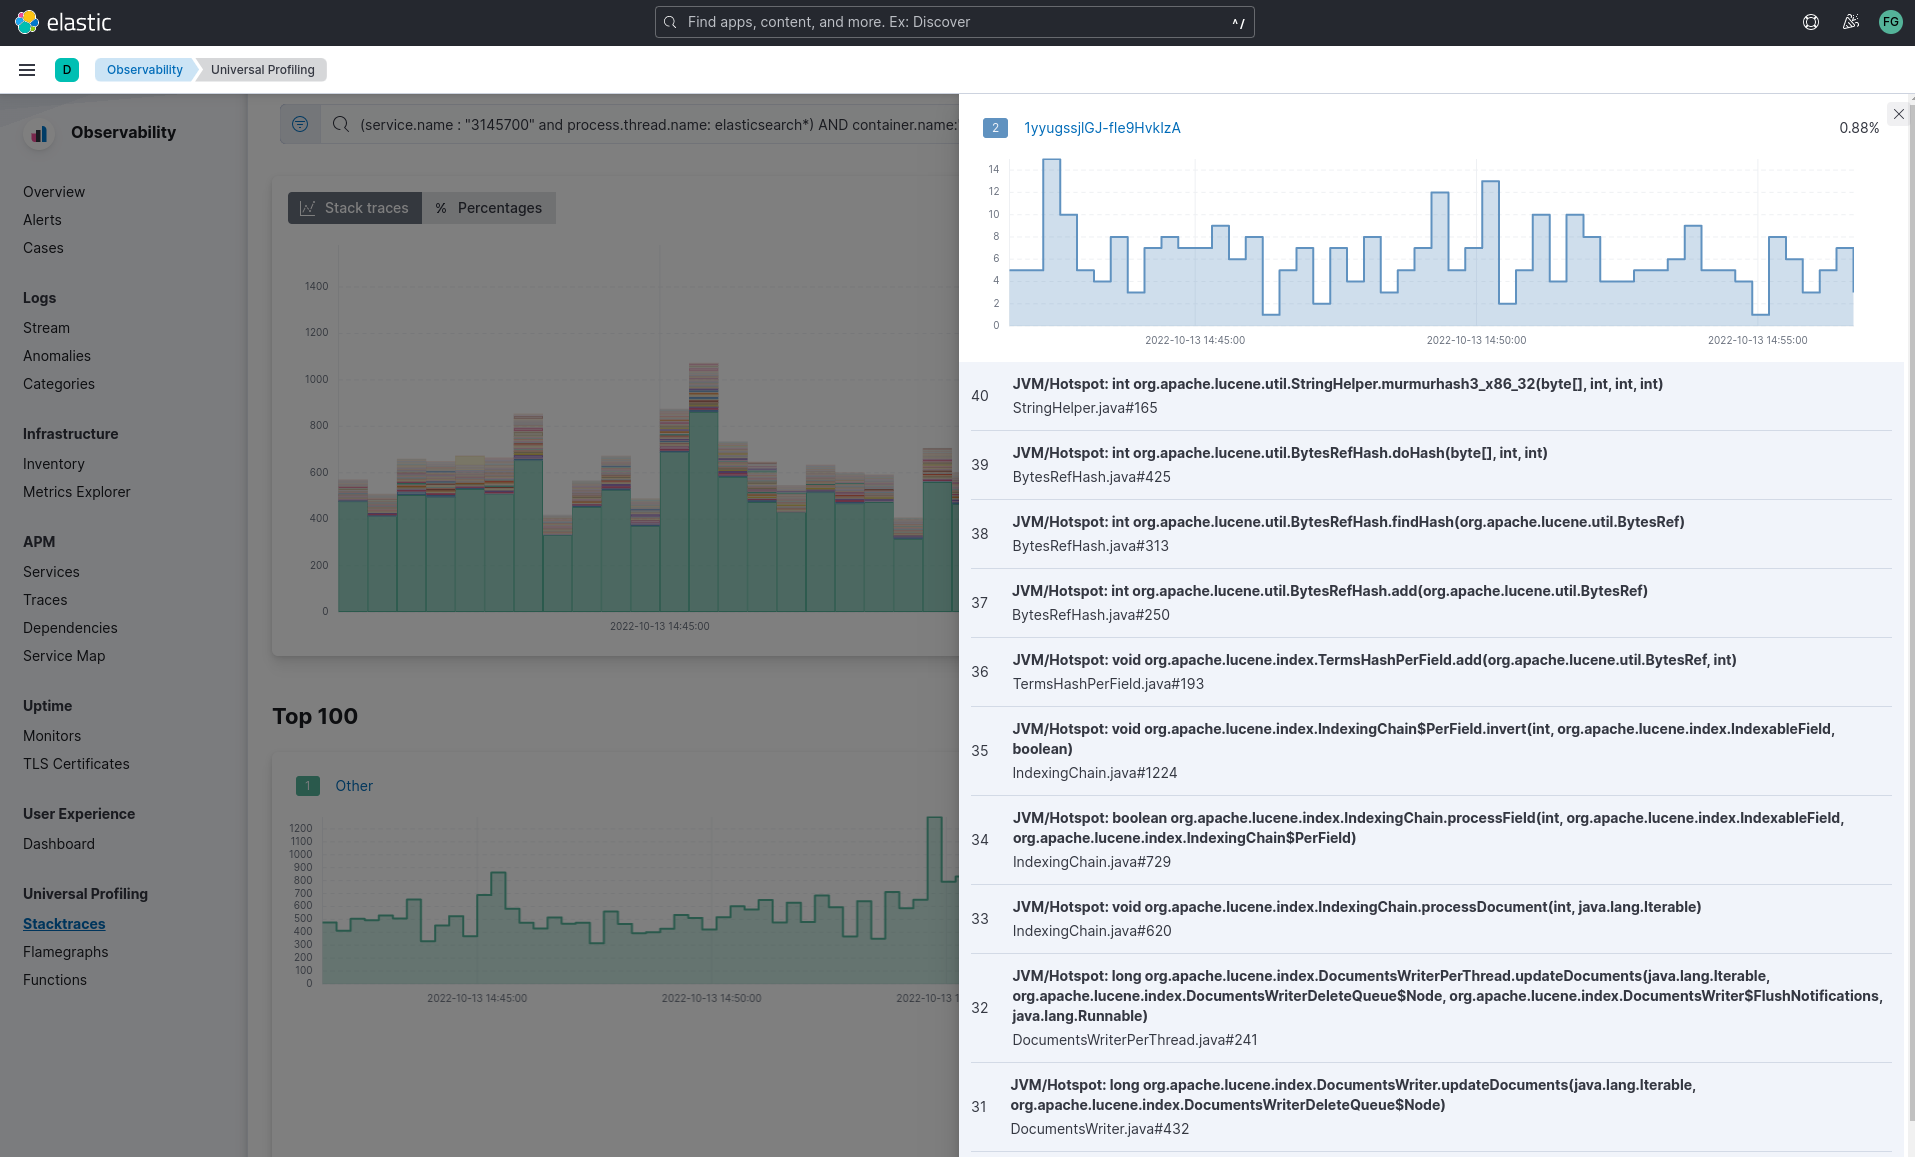 elastic
Find apps, content, and more. Ex: Discover
^/
FG
D
Observability
Universal Profiling
Observability
Overview
Alerts
Cases
Logs
Stream
Anomalies
Categories
Infrastructure
Inventory
Metrics Explorer
APM
Services
Traces
Dependencies
Service Map
Uptime
Monitors
TLS Certificates
User Experience
Dashboard
Universal Profiling
Stacktraces
Flamegraphs
Functions
(service.name : "3145700" and process.thread.name: elasticsearch*) AND container.name:
Stack traces
% Percentages
1400
1200
1000
800
600
400
200
0
2022-10-13 14:45:00
Top 100
1 Other
1200
1100
1000
900
800
700
600
500
400
300
200
100
0
2022-10-13 14:45:00
2022-10-13 14:50:00
2022-10-13 1
2 1yyugssjlGJ-fle9HvkIzA
0.88%
14
12
10
8
6
4
2
0
2022-10-13 14:45:00
2022-10-13 14:50:00
2022-10-13 14:55:00
40
JVM/Hotspot: int org.apache.lucene.util.StringHelper.murmurhash3_x86_32(byte[], int, int, int)
StringHelper.java#165
39
JVM/Hotspot: int org.apache.lucene.util.BytesRefHash.doHash(byte[], int, int)
BytesRefHash.java#425
38
JVM/Hotspot: int org.apache.lucene.util.BytesRefHash.findHash(org.apache.lucene.util.BytesRef)
BytesRefHash.java#313
37
JVM/Hotspot: int org.apache.lucene.util.BytesRefHash.add(org.apache.lucene.util.BytesRef)
BytesRefHash.java#250
36
JVM/Hotspot: void org.apache.lucene.index.TermsHashPerField.add(org.apache.lucene.util.BytesRef, int)
TermsHashPerField.java#193
35
JVM/Hotspot: void org.apache.lucene.index.IndexingChain$PerField.invert(int, org.apache.lucene.index.IndexableField,
boolean)
IndexingChain.java#1224
34
JVM/Hotspot: boolean org.apache.lucene.index.IndexingChain.processField(int, org.apache.lucene.index.IndexableField,
org.apache.lucene.index.IndexingChain$PerField)
IndexingChain.java#729
33
JVM/Hotspot: void org.apache.lucene.index.IndexingChain.processDocument(int, java.lang.Iterable)
IndexingChain.java#620
32
JVM/Hotspot: long org.apache.lucene.index.DocumentsWriterPerThread.updateDocuments(java.lang.Iterable,
org.apache.lucene.index.DocumentsWriterDeleteQueue$Node, org.apache.lucene.index.DocumentsWriter$FlushNotifications,
java.lang.Runnable)
DocumentsWriterPerThread.java#241
31
JVM/Hotspot: long org.apache.lucene.index.DocumentsWriter.updateDocuments(java.lang.Iterable,
org.apache.lucene.index.DocumentsWriterDeleteQueue$Node)
DocumentsWriter.java#432